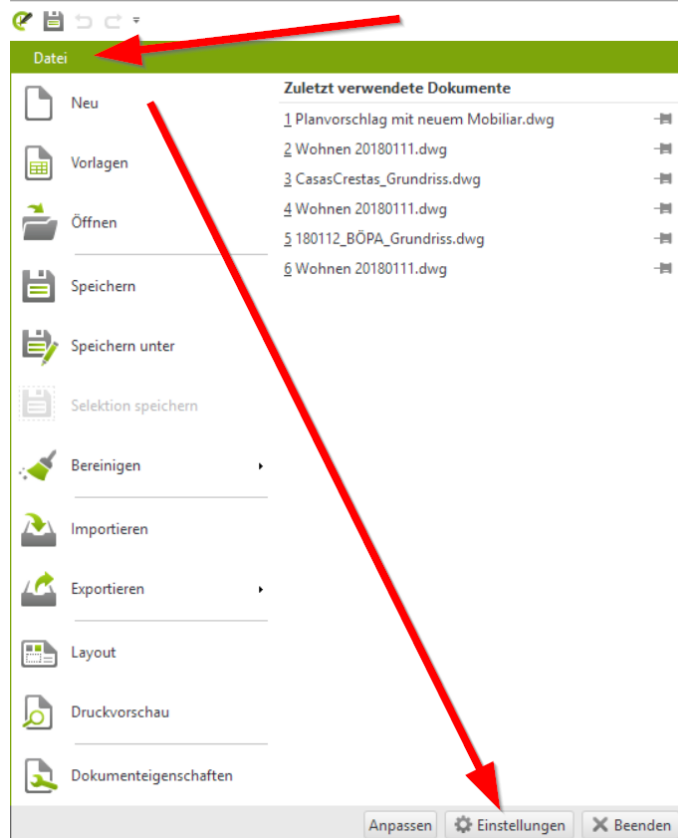 Datei
Neu
Vorlagen
Öffnen
Speichern
Speichern unter
Selektion speichern
Bereinigen
Importieren
Exportieren
Layout
Druckvorschau
Dokumenteigenschaften
Zuletzt verwendete Dokumente
1 Planvorschlag mit neuem Mobiliar.dwg
2 Wohnen 20180111.dwg
3 CasasCrestas_Grundriss.dwg
4 Wohnen 20180111.dwg
5 180112_BÖPA_Grundriss.dwg
6 Wohnen 20180111.dwg
Anpassen Einstellungen Beenden